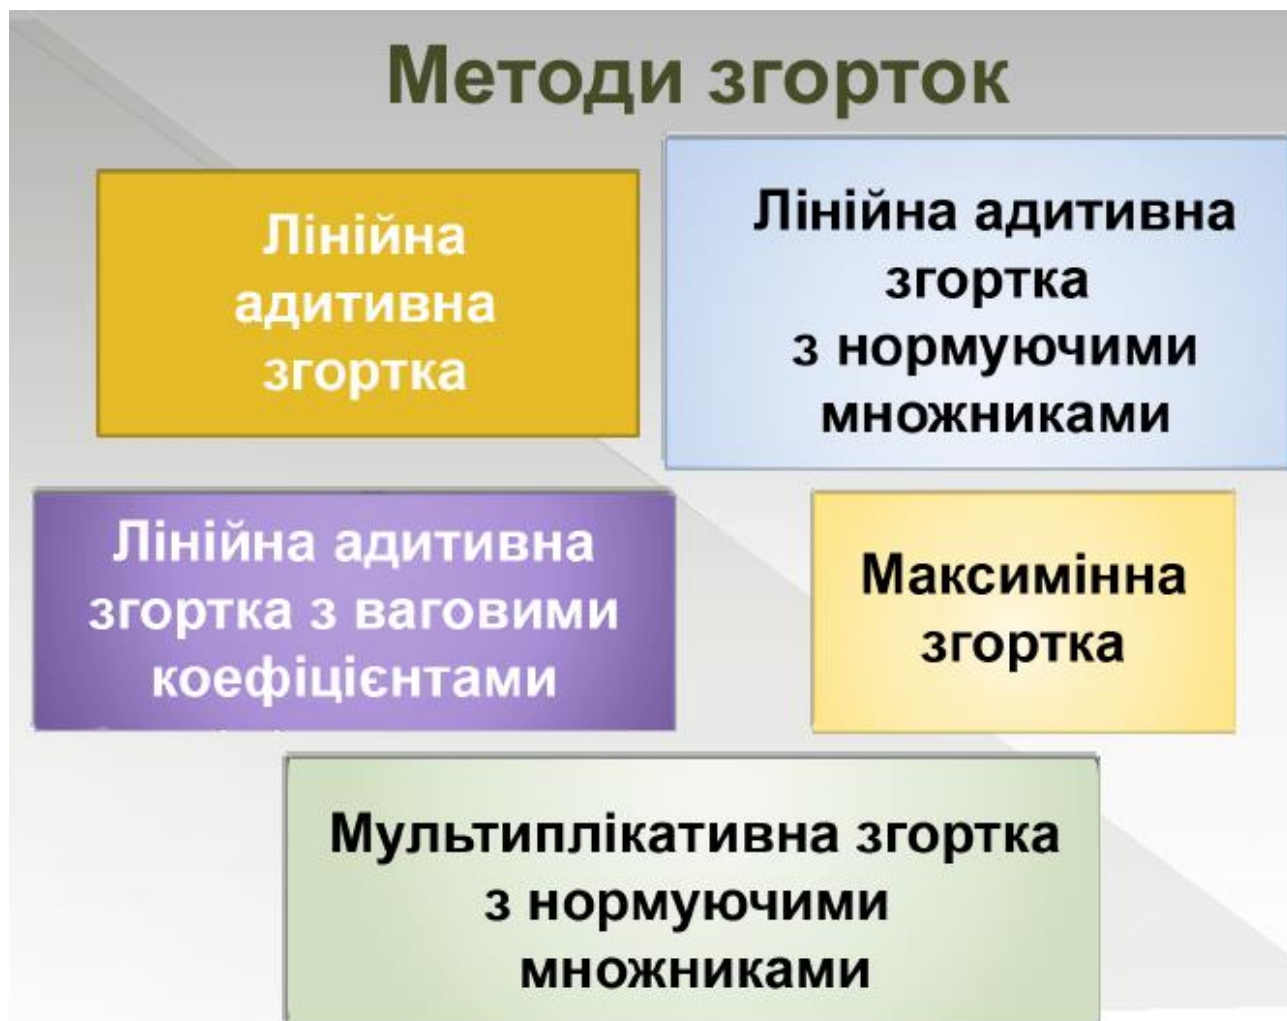 Методи згорток
Лінійна
адитивна
згортка
Лінійна адитивна
згортка
з нормуючими
множниками
Лінійна адитивна
згортка з ваговими
коефіцієнтами
Максимінна
згортка
Мультиплікативна згортка
з нормуючими
множниками